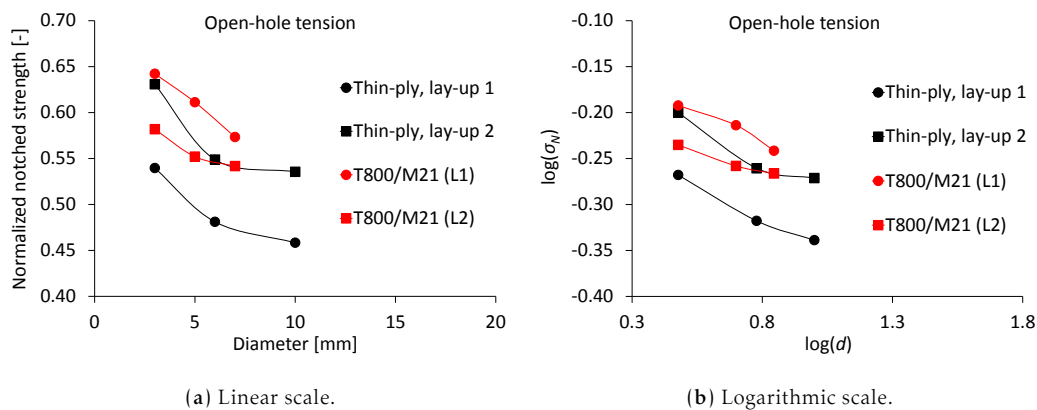 Open-hole tension
Normalized notched strength [-]
0.70
0.65
0.60
0.55
0.50
0.45
0.40
0
5
10
15
20
Diameter [mm]
Thin-ply, lay-up 1
Thin-ply, lay-up 2
T800/M21 (L1)
T800/M21 (L2)
(a) Linear scale.
Open-hole tension
log(σN)
-0.10
-0.15
-0.20
-0.25
-0.30
-0.35
-0.40
0.3
0.8
1.3
1.8
log(d)
Thin-ply, lay-up 1
Thin-ply, lay-up 2
T800/M21 (L1)
T800/M21 (L2)
(b) Logarithmic scale.